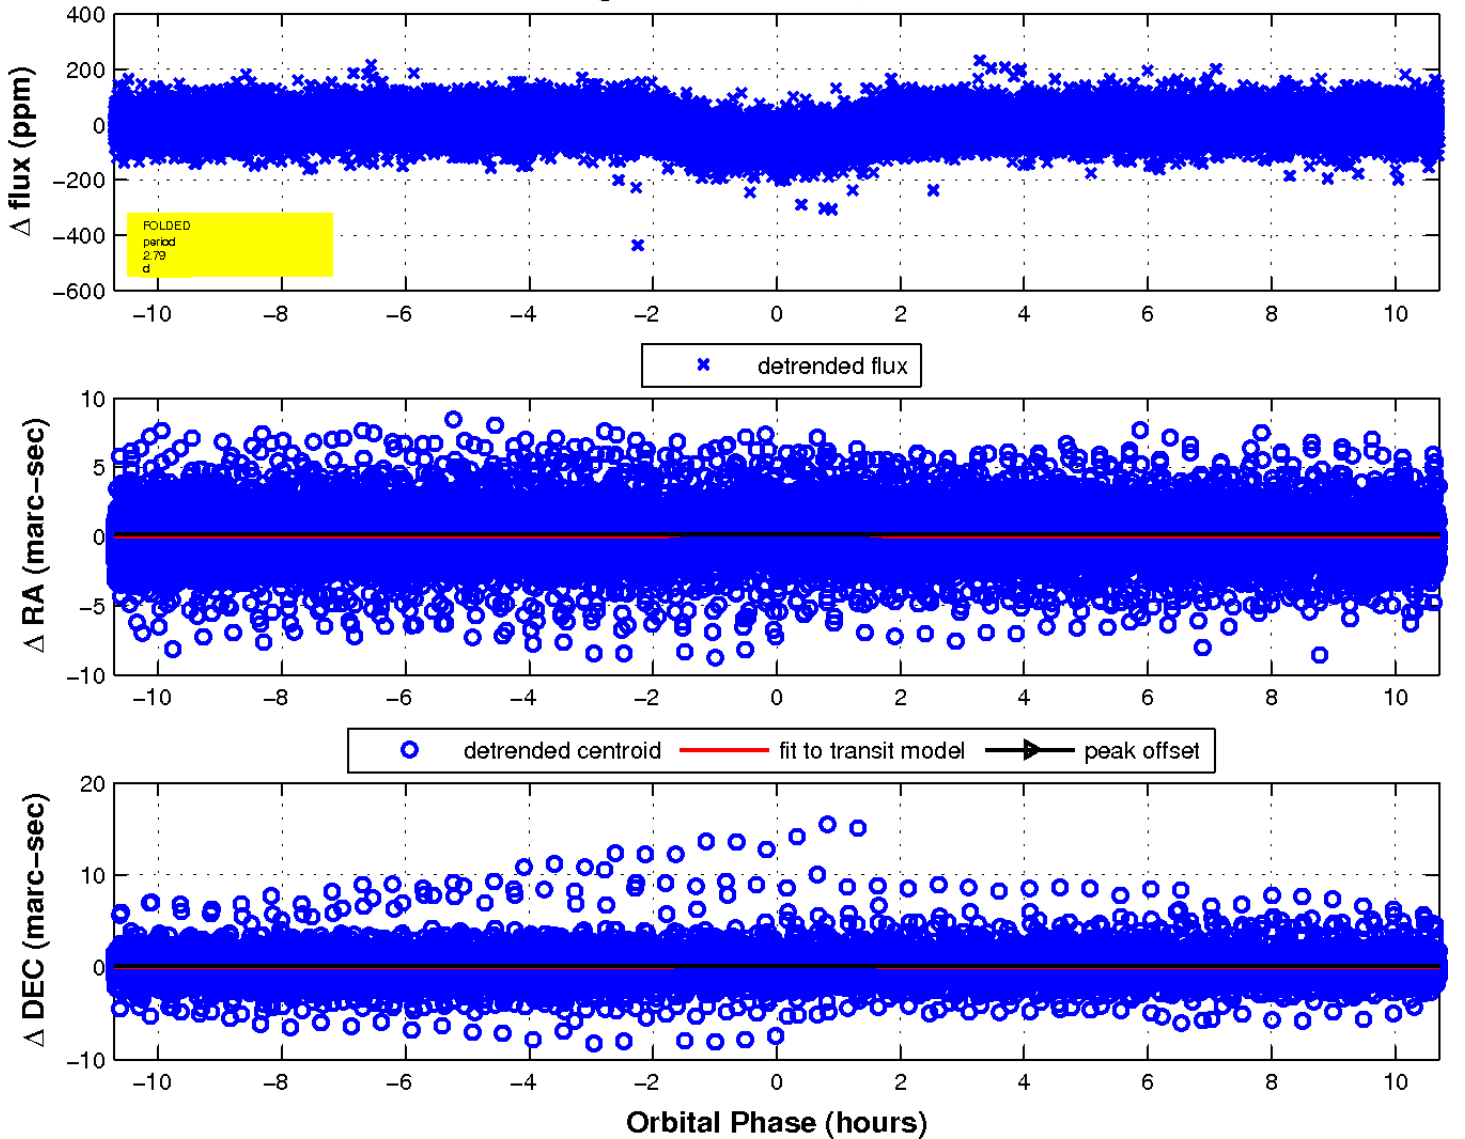 400
200
0
−200
−400
−600
Δ flux (ppm)
FOLDED
period
2.79
d
−10 −8 −6 −4 −2 0 2 4 6 8 10
detrended flux
10
5
0
−5
−10
Δ RA (marc−sec)
−10 −8 −6 −4 −2 0 2 4 6 8 10
detrended centroid fit to transit model peak offset
20
10
0
−10
Δ DEC (marc−sec)
−10 −8 −6 −4 −2 0 2 4 6 8 10
Orbital Phase (hours)